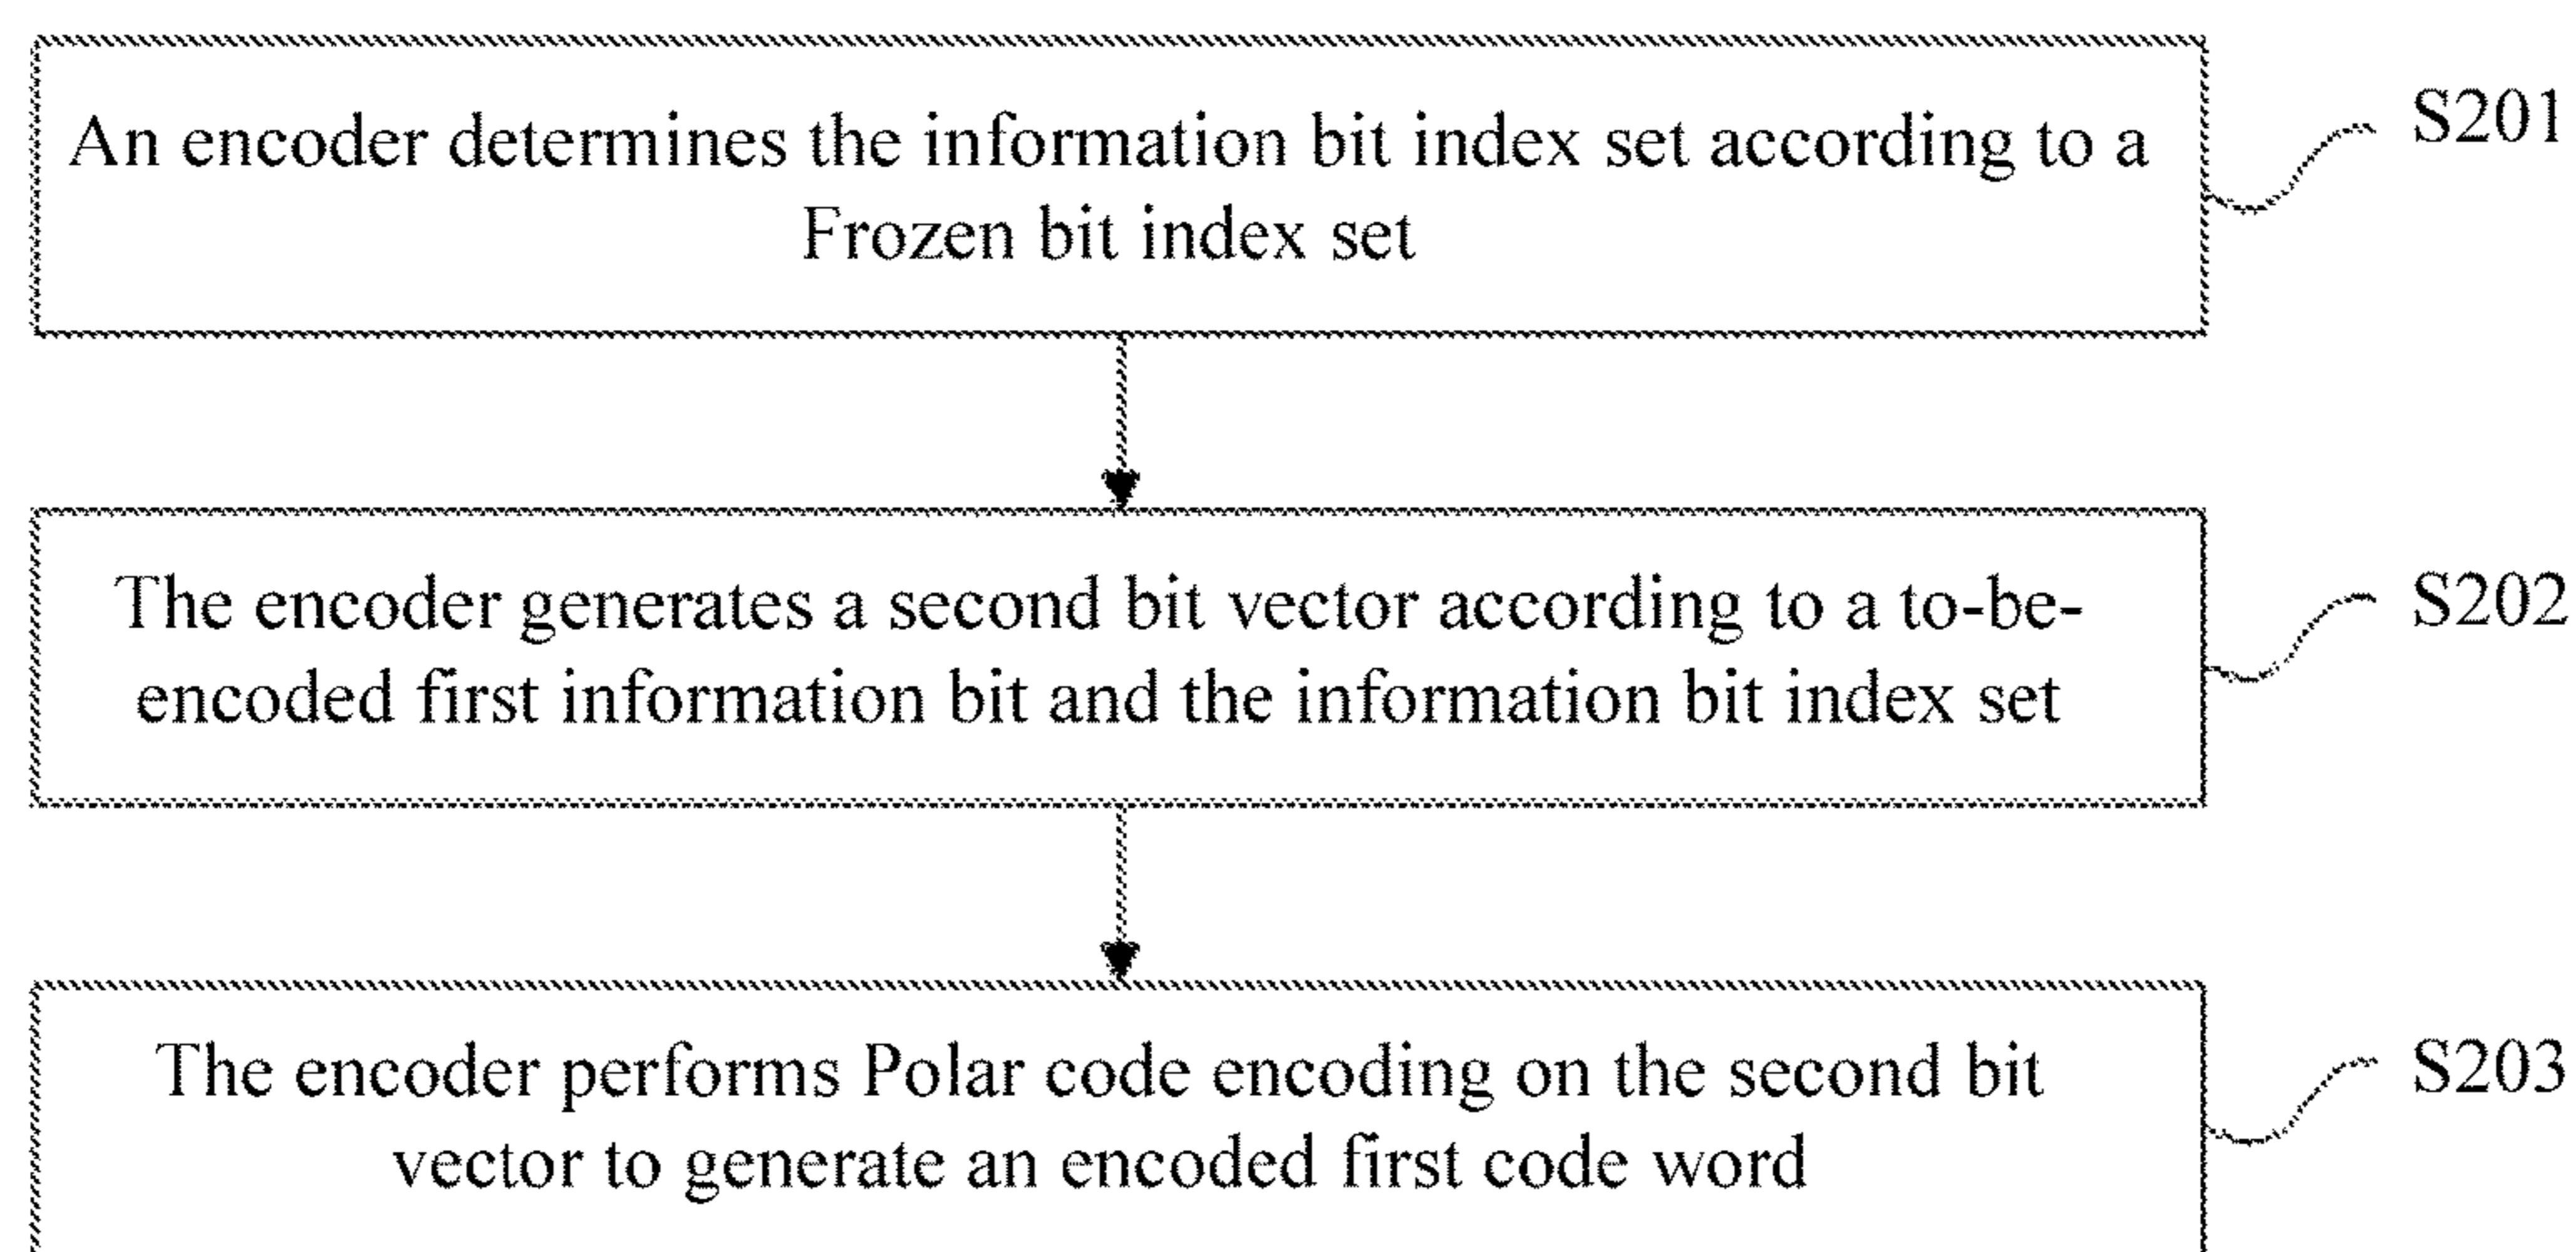 An encoder determines the information bit index set according to a
Frozen bit index set
S201
The encoder generates a second bit vector according to a to-be-
encoded first information bit and the information bit index set
S202
The encoder performs Polar code encoding on the second bit
vector to generate an encoded first code word
S203